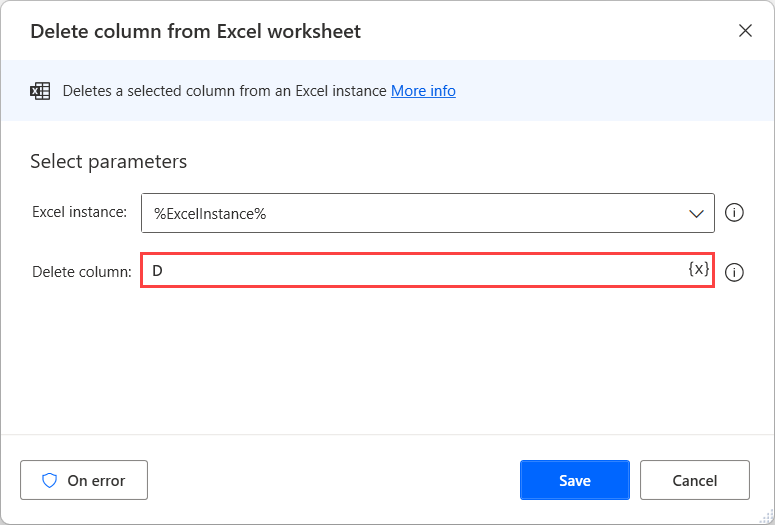 Delete column from Excel worksheet
Deletes a selected column from an Excel instance More info
Select parameters
Excel instance: %ExcelInstance%
Delete column: D {x}
On error Save Cancel